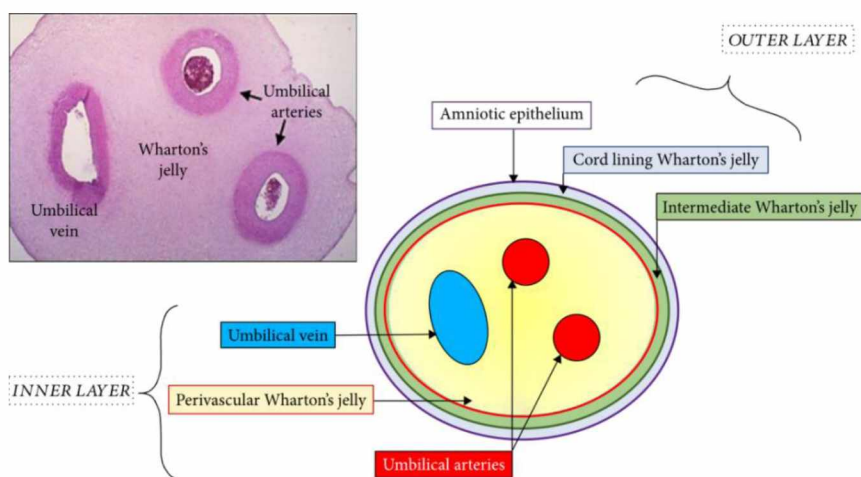 OUTER LAYER
Umbilical
arteries
Amniotic epithelium
Wharton's
jelly
Cord lining Wharton's jelly
Umbilical
vein
Intermediate Wharton's jelly
Umbilical vein
INNER LAYER
Perivascular Wharton's jelly
Umbilical arteries